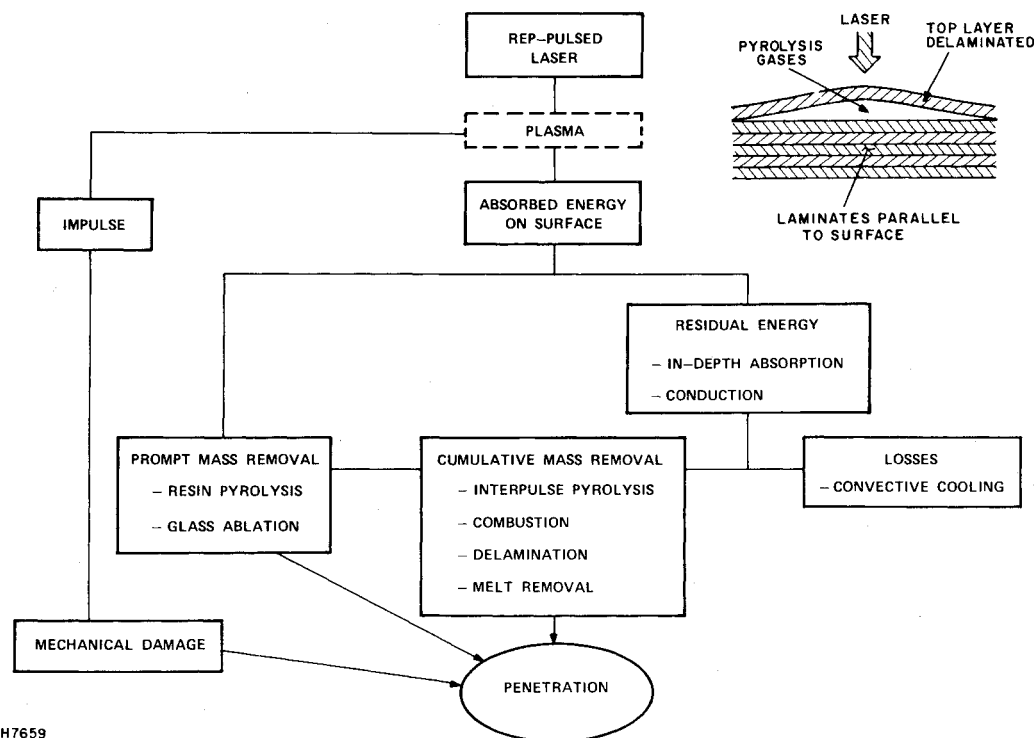 REP-PULSED
LASER
PLASMA
ABSORBED ENERGY
ON SURFACE
IMPULSE
LASER
PYROLYSIS
GASES
TOP LAYER
DELAMINATED
LAMINATES PARALLEL
TO SURFACE
RESIDUAL ENERGY
– IN-DEPTH ABSORPTION
– CONDUCTION
PROMPT MASS REMOVAL
– RESIN PYROLYSIS
– GLASS ABLATION
CUMULATIVE MASS REMOVAL
– INTERPULSE PYROLYSIS
– COMBUSTION
– DELAMINATION
– MELT REMOVAL
LOSSES
– CONVECTIVE COOLING
MECHANICAL DAMAGE
PENETRATION
H7659